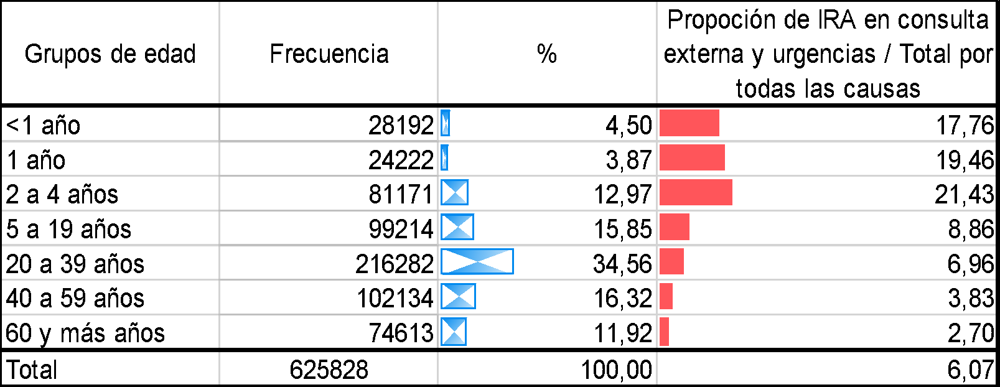 Grupos de edad Frecuencia % Propoción de IRA en consulta
externa y urgencias / Total por
todas las causas
<1 año 28192 4,50 17,76
1 año 24222 3,87 19,46
2 a 4 años 81171 12,97 21,43
5 a 19 años 99214 15,85 8,86
20 a 39 años 216282 34,56 6,96
40 a 59 años 102134 16,32 3,83
60 y más años 74613 11,92 2,70
Total 625828 100,00 6,07